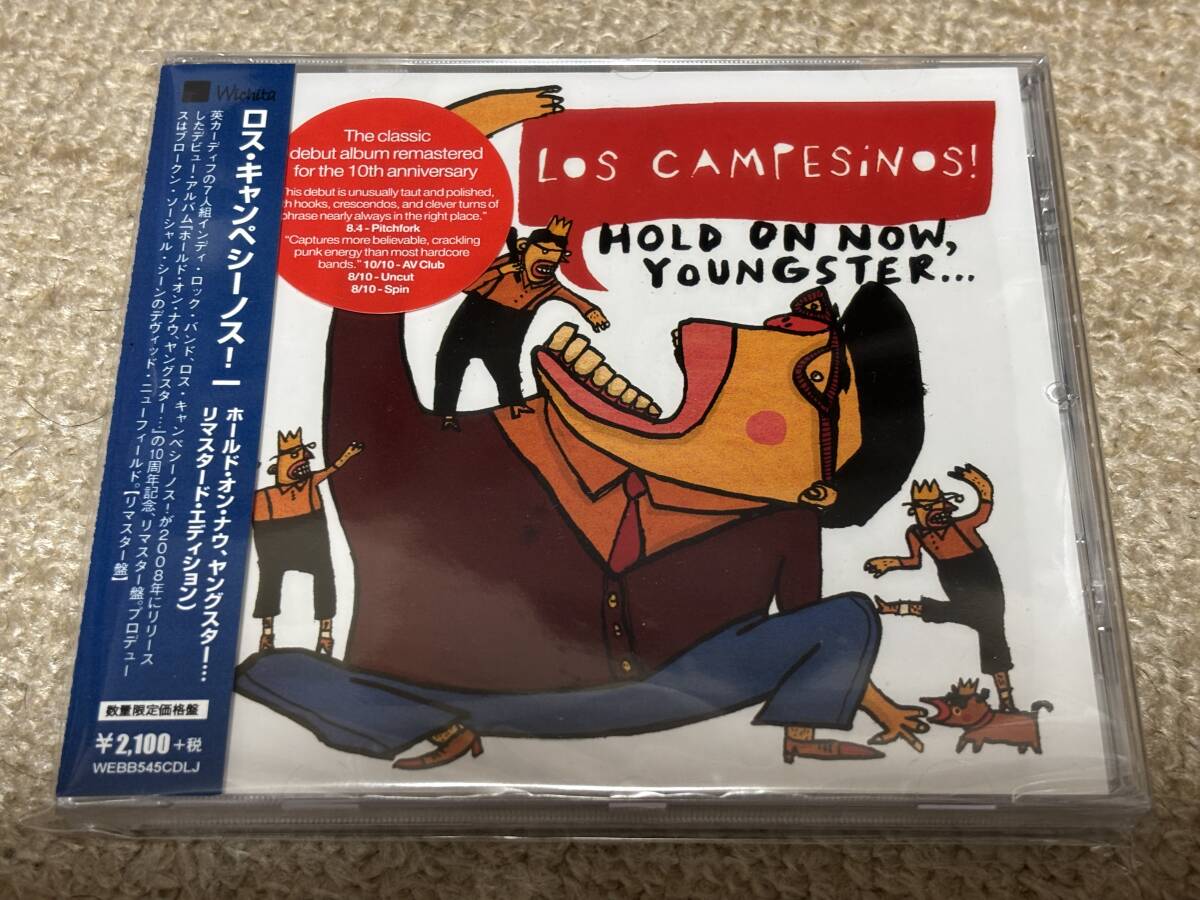 Wichita
ロス・キャンペシーノス! |
ホールド・オン・ナウ、ヤングスター…
リマスタード・エディション)
英カーディフの7人組インディ・ロック・バンド、ロス・キャンペシーノス!が2008年にリリース
したデビュー・アルバム『ホールド・オン・ナウ、ヤングスター…』の10周年記念、リマスター盤。プロデュー
スはブロークン・ソーシャル・シーンのデヴィッド・ニューフィールド。【リマスター盤】
数量限定価格盤
¥2,100+税
WEBB545CDLJ
The classic
debut album remastered
for the 10th anniversary
his debut is unusually taut and polished,
h hooks, crescendos, and clever turns of
phrase nearly always in the right place."
8.4 - Pitchfork
"Captures more believable, crackling
punk energy than most hardcore
bands." 10/10 - AV Club
8/10 - Uncut
8/10 - Spin
LOS CAMPESiNOS!
HOLD ON NOW,
YOUNGSTER...